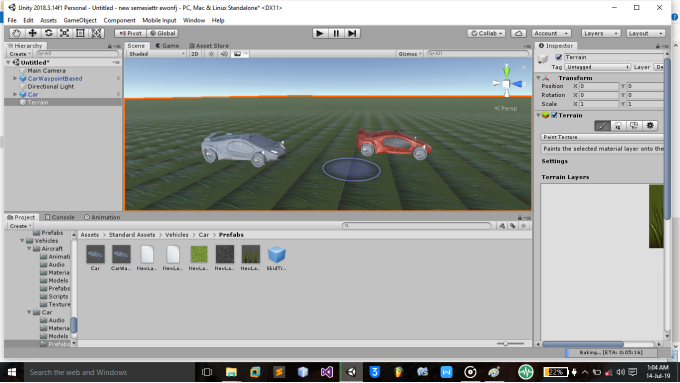 Unity 2018.3.14f1 Personal - Untitled - new semesiettr ewonfj - PC, Mac & Linux Standalone* <DX11>
File Edit Assets GameObject Component Mobile Input Window Help
Pivot Global Collab Account Layers Layout
Hierarchy Scene Game Asset Store Inspector
Create All Shaded 2D Gizmos All Terrain
Untitled* Tag Untagged Layer
Main Camera
CarWaypointBased Transform
Directional Light Position X 0 Y 0
Car Rotation X 0 Y 0
Terrain Persp Scale X 1 Y 1
Terrain
Paint Texture
Paints the selected material layer onto the
Settings
Terrain Layers
Project Console Animation
Create
Prefabs Assets Standard Assets Vehicles Car Prefabs
Vehicles
Aircraft
Animati
Audio
Materia
Models
Prefabs
Scripts
Texture
Car
Audio
Materia
Models
Prefabs
Car CarWa.. NewLa.. NewLa.. NewLa.. NewLa.. NewLa.. SkidTr..
Baking... [ETA: 0:05:16]
Search the web and Windows
22%
1:04 AM
14-Jul-19